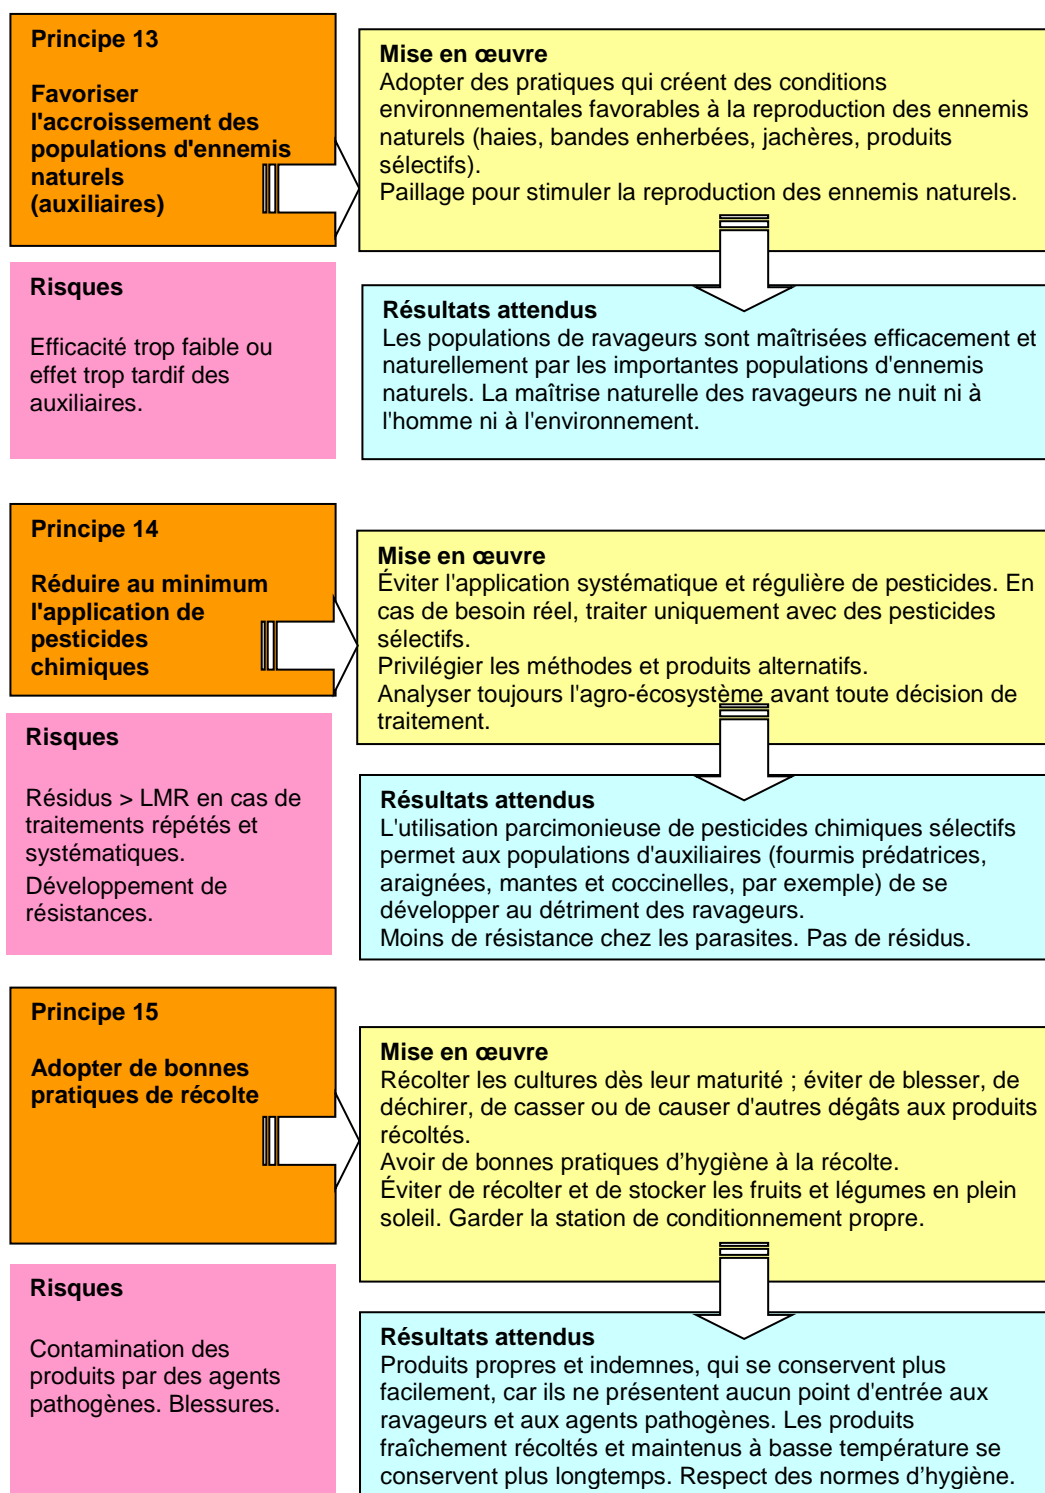 Principe 13
Favoriser
l'accroissement des
populations d'ennemis
naturels
(auxiliaires)
Mise en œuvre
Adopter des pratiques qui créent des conditions
environnementales favorables à la reproduction des ennemis
naturels (haies, bandes enherbées, jachères, produits
sélectifs).
Paillage pour stimuler la reproduction des ennemis naturels.
Risques
Efficacité trop faible ou
effet trop tardif des
auxiliaires.
Résultats attendus
Les populations de ravageurs sont maîtrisées efficacement et
naturellement par les importantes populations d'ennemis
naturels. La maîtrise naturelle des ravageurs ne nuit ni à
l'homme ni à l'environnement.
Principe 14
Réduire au minimum
l'application de
pesticides
chimiques
Mise en œuvre
Éviter l'application systématique et régulière de pesticides. En
cas de besoin réel, traiter uniquement avec des pesticides
sélectifs.
Privilégier les méthodes et produits alternatifs.
Analyser toujours l'agro-écosystème avant toute décision de
traitement.
Risques
Résidus > LMR en cas de
traitements répétés et
systématiques.
Développement de
résistances.
Résultats attendus
L'utilisation parcimonieuse de pesticides chimiques sélectifs
permet aux populations d'auxiliaires (fourmis prédatrices,
araignées, mantes et coccinelles, par exemple) de se
développer au détriment des ravageurs.
Moins de résistance chez les parasites. Pas de résidus.
Principe 15
Adopter de bonnes
pratiques de récolte
Mise en œuvre
Récolter les cultures dès leur maturité ; éviter de blesser, de
déchirer, de casser ou de causer d'autres dégâts aux produits
récoltés.
Avoir de bonnes pratiques d’hygiène à la récolte.
Éviter de récolter et de stocker les fruits et légumes en plein
soleil. Garder la station de conditionnement propre.
Risques
Contamination des
produits par des agents
pathogènes. Blessures.
Résultats attendus
Produits propres et indemnes, qui se conservent plus
facilement, car ils ne présentent aucun point d'entrée aux
ravageurs et aux agents pathogènes. Les produits
fraîchement récoltés et maintenus à basse température se
conservent plus longtemps. Respect des normes d’hygiène.